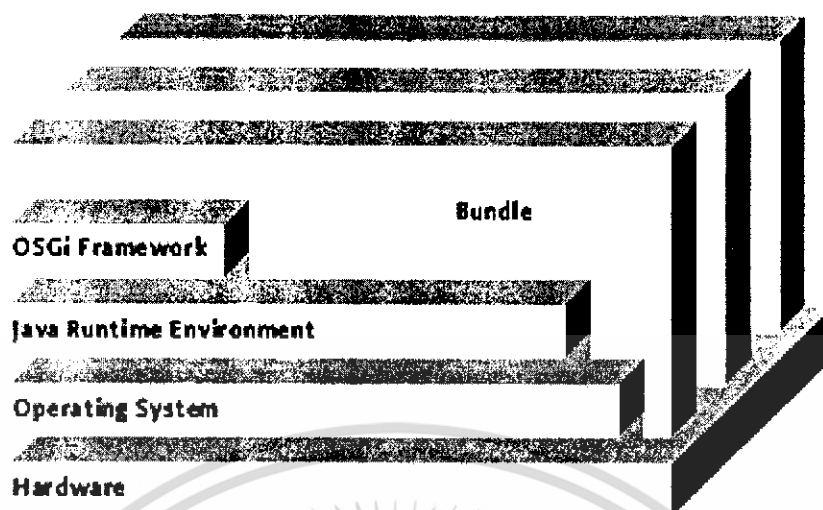 Bundle
OSGi Framework
Java Runtime Environment
Operating System
Hardware